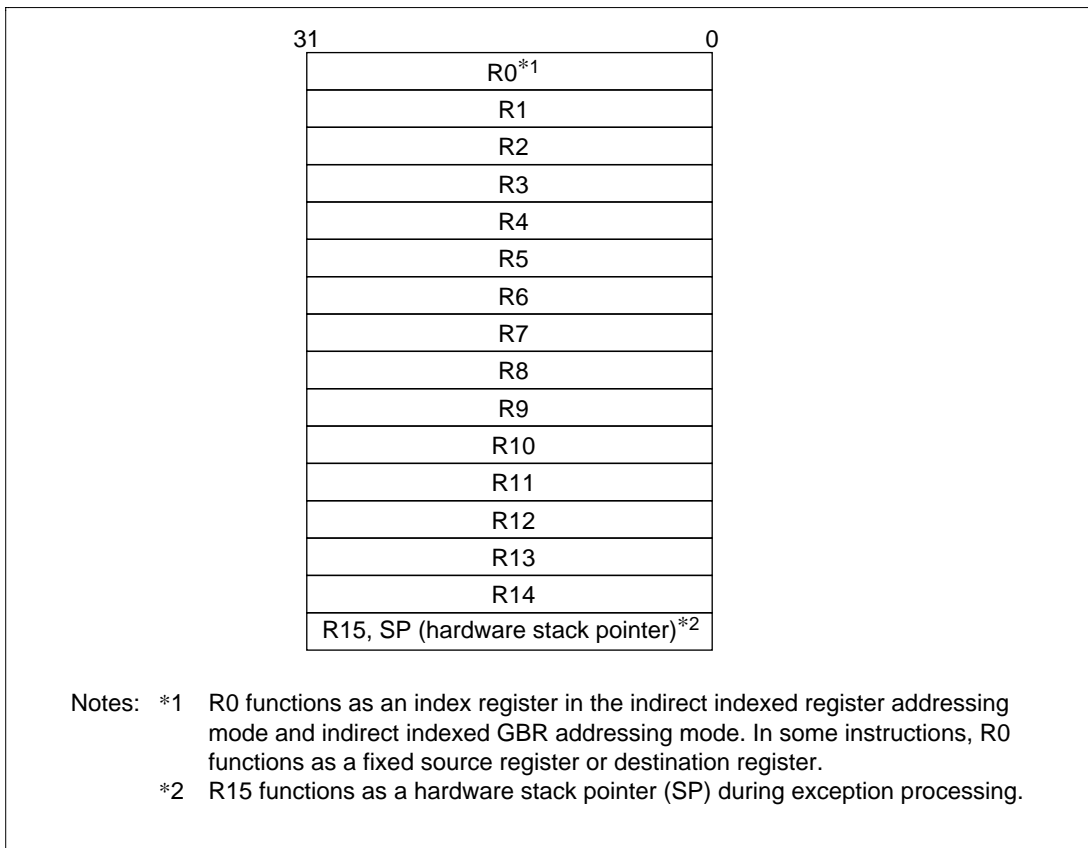 31 0
R0*1
R1
R2
R3
R4
R5
R6
R7
R8
R9
R10
R11
R12
R13
R14
R15, SP (hardware stack pointer)*2
Notes: *1 R0 functions as an index register in the indirect indexed register addressing
mode and indirect indexed GBR addressing mode. In some instructions, R0
functions as a fixed source register or destination register.
*2 R15 functions as a hardware stack pointer (SP) during exception processing.